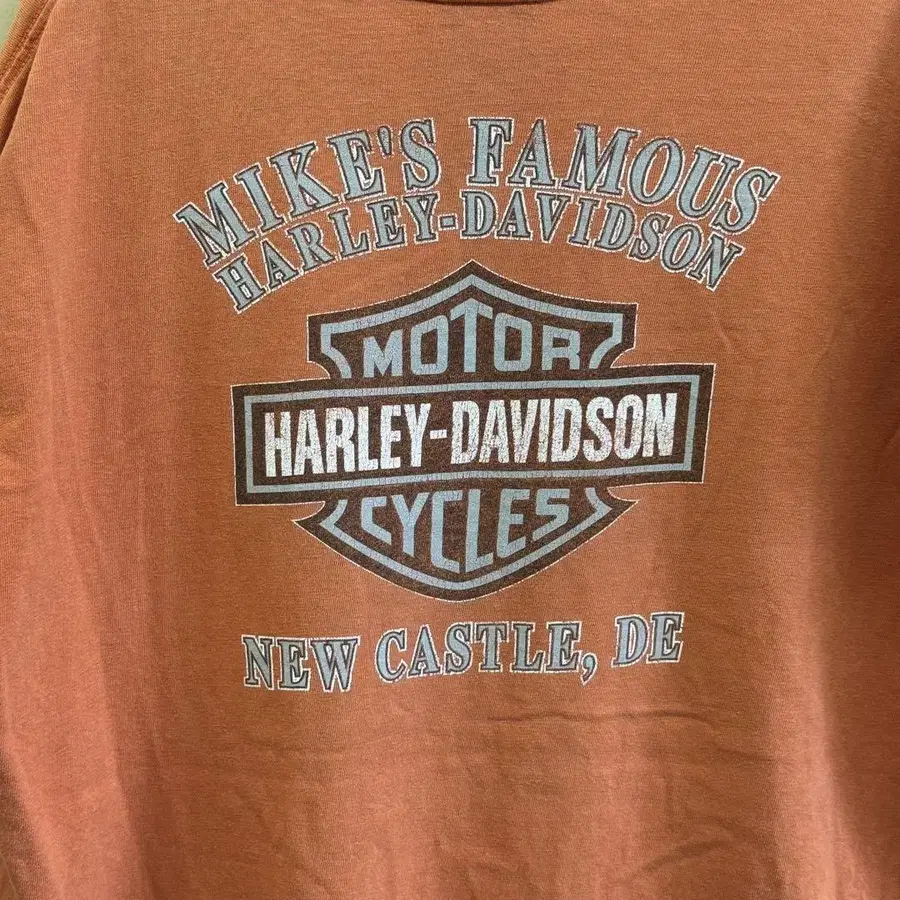 MIKE'S FAMOUS
HARLEY-DAVIDSON
MOTOR
HARLEY-DAVIDSON
CYCLES
NEW CASTLE, DE